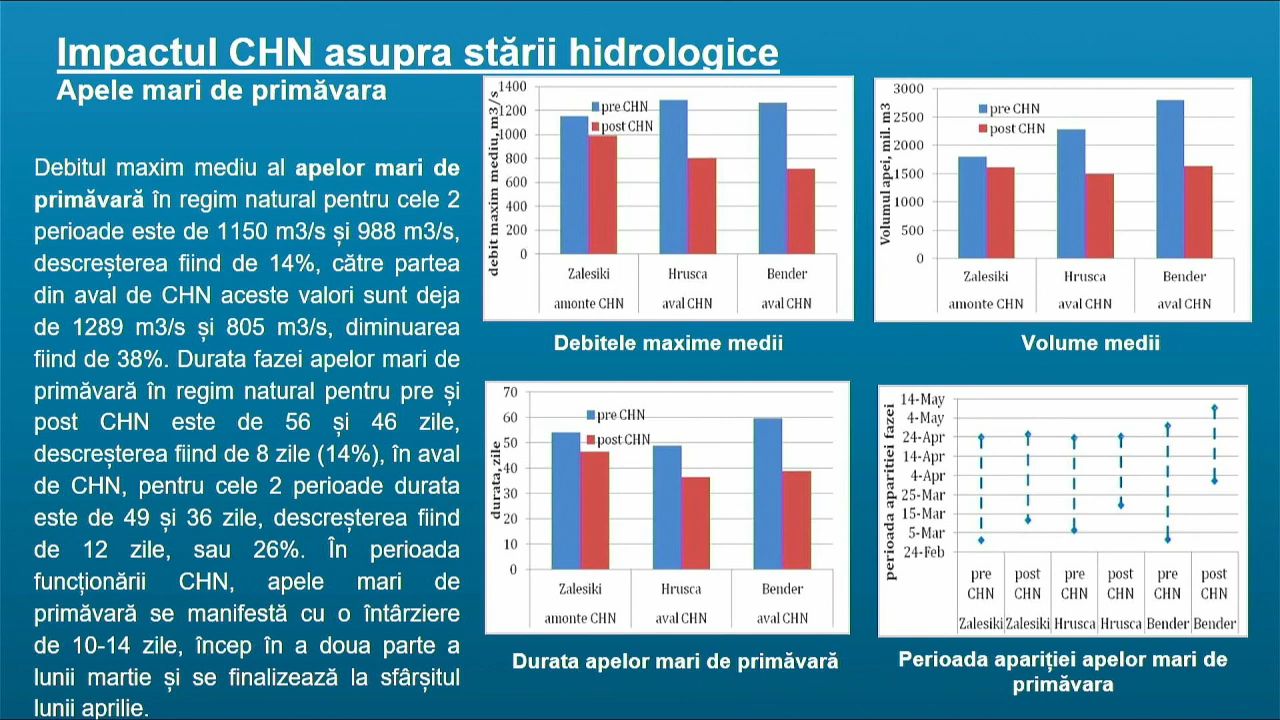 Impactul CHN asupra stării hidrologice
Apele mari de primăvara
Debitul maxim mediu al apelor mari de
primăvară în regim natural pentru cele 2
perioade este de 1150 m3/s și 988 m3/s,
descreșterea fiind de 14%, către partea
din aval de CHN aceste valori sunt deja
de 1289 m3/s și 805 m3/s, diminuarea
fiind de 38%. Durata fazei apelor mari de
primăvară în regim natural pentru pre și
post CHN este de 56 și 46 zile,
descreșterea fiind de 8 zile (14%), în aval
de CHN, pentru cele 2 perioade durata
este de 49 și 36 zile, descreșterea fiind
de 12 zile, sau 26%. În perioada
funcționării CHN, apele mari de
primăvară se manifestă cu o întârziere
de 10-14 zile, încep în a doua parte a
lunii martie și se finalizează la sfârșitul
lunii aprilie.
debit maxim mediu, m3/s
1400
1200
1000
800
600
400
200
0
pre CHN
post CHN
Zalesiki Hrusca Bender
amonte CHN aval CHN aval CHN
Debitele maxime medii
Volumul apei, mil. m3
3000
2500
2000
1500
1000
500
0
pre CHN
post CHN
Zalesiki Hrusca Bender
amonte CHN aval CHN aval CHN
Volume medii
durata, zile
70
60
50
40
30
20
10
0
pre CHN
post CHN
Zalesiki Hrusca Bender
amonte CHN aval CHN aval CHN
Durata apelor mari de primăvară
perioada aparitiei fazei
14-May
4-May
24-Apr
14-Apr
4-Apr
25-Mar
15-Mar
5-Mar
24-Feb
pre post pre post pre post
CHN CHN CHN CHN CHN CHN
Zalesiki Zalesiki Hrusca Hrusca Bender Bender
Perioada apariției apelor mari de
primăvara